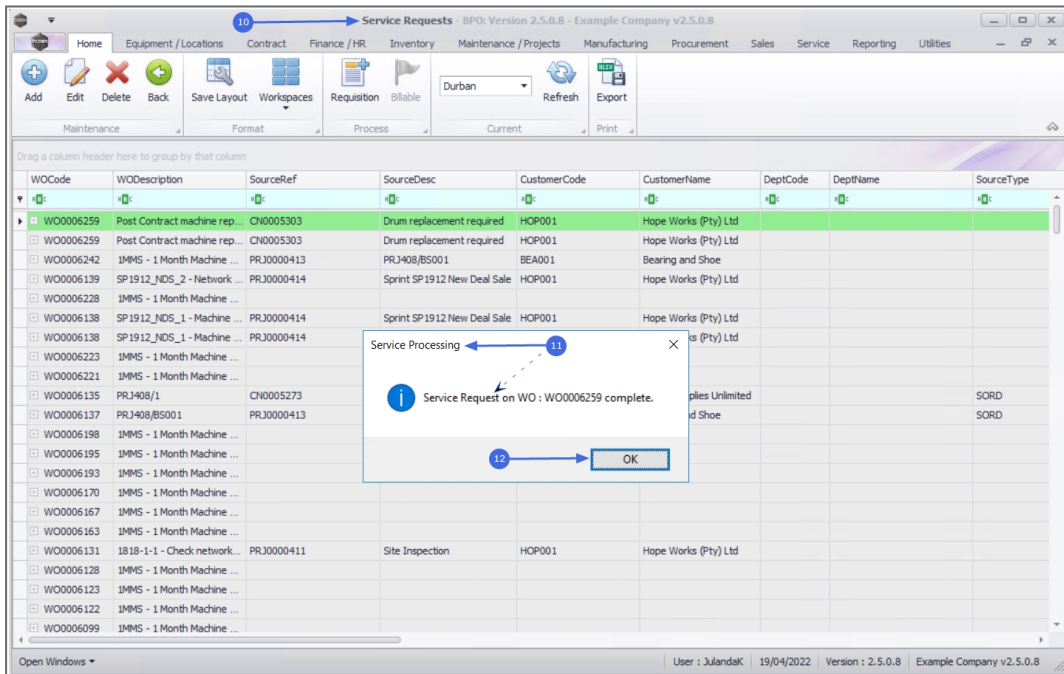 10
Service Requests - BPO: Version 2.5.0.8 - Example Company v2.5.0.8
Home Equipment / Locations Contract Finance / HR Inventory Maintenance / Projects Manufacturing Procurement Sales Service Reporting Utilities
Add Edit Delete Back Save Layout Workspaces Requisition Billable Durban Refresh Export
Maintenance Format Process Current Print
Drag a column header here to group by that column
WOCode WODescription SourceRef SourceDesc CustomerCode CustomerName DeptCode DeptName SourceType
WO0006259 Post Contract machine rep... CN0005303 Drum replacement required HOP001 Hope Works (Pty) Ltd
WO0006259 Post Contract machine rep... CN0005303 Drum replacement required HOP001 Hope Works (Pty) Ltd
WO0006242 1MMS - 1 Month Machine ... PRJ0000413 PRJ408/BS001 BEA001 Bearing and Shoe
WO0006139 SP1912_NDS_2 - Network ... PRJ0000414 Sprint SP1912 New Deal Sale HOP001 Hope Works (Pty) Ltd
WO0006228 1MMS - 1 Month Machine ...
WO0006138 SP1912_NDS_1 - Machine ... PRJ0000414 Sprint SP1912 New Deal Sale HOP001 Hope Works (Pty) Ltd
WO0006138 SP1912_NDS_1 - Machine ... PRJ0000414 ks (Pty) Ltd
WO0006223 1MMS - 1 Month Machine ...
WO0006221 1MMS - 1 Month Machine ...
WO0006135 PRJ408/1 CN0005273 plies Unlimited SORD
WO0006137 PRJ408/BS001 PRJ0000413 d Shoe SORD
WO0006198 1MMS - 1 Month Machine ...
WO0006195 1MMS - 1 Month Machine ...
WO0006193 1MMS - 1 Month Machine ...
WO0006170 1MMS - 1 Month Machine ...
WO0006167 1MMS - 1 Month Machine ...
WO0006163 1MMS - 1 Month Machine ...
WO0006131 1818-1-1 - Check network... PRJ0000411 Site Inspection HOP001 Hope Works (Pty) Ltd
WO0006128 1MMS - 1 Month Machine ...
WO0006123 1MMS - 1 Month Machine ...
WO0006122 1MMS - 1 Month Machine ...
WO0006099 1MMS - 1 Month Machine ...
Service Processing
11
Service Request on WO : WO0006259 complete.
12
OK
Open Windows User : JulandaK 19/04/2022 Version : 2.5.0.8 Example Company v2.5.0.8